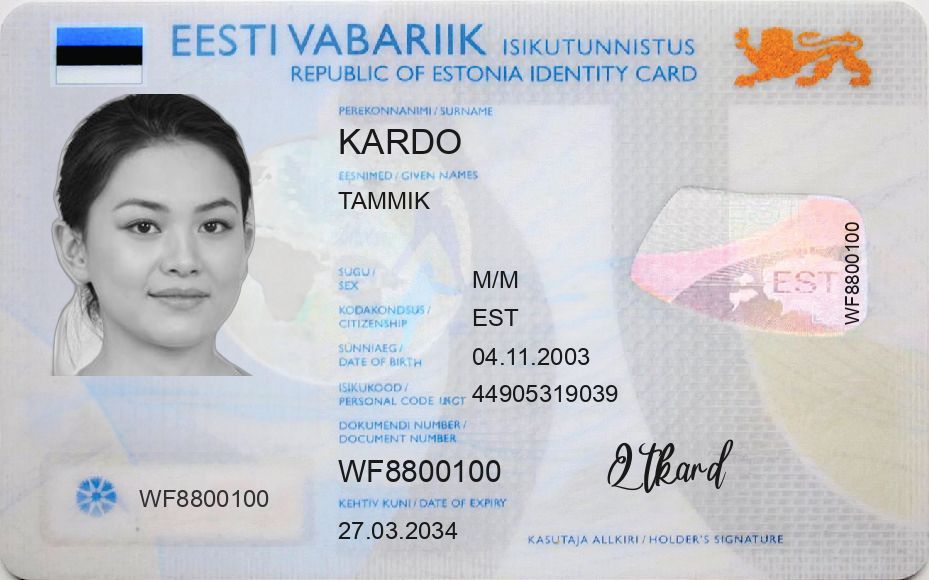 EESTI VABARIIK ISIKUTUNNISTUS
REPUBLIC OF ESTONIA IDENTITY CARD
PEREKONNANIMI / SURNAME
KARDO
EESNIMED / GIVEN NAMES
TAMMIK
SUGU /
SEX
M/M
KODAKONDSUS /
CITIZENSHIP
EST
SÜNNIAEG /
DATE OF BIRTH
04.11.2003
ISIKUKOOD /
PERSONAL CODE
44905319039
DOKUMENDI NUMBER /
DOCUMENT NUMBER
WF8800100
KEHTIV KUNI / DATE OF EXPIRY
27.03.2034
WF8800100
EST
WF8800100
KASUTAJA ALLKIRI / HOLDER'S SIGNATURE